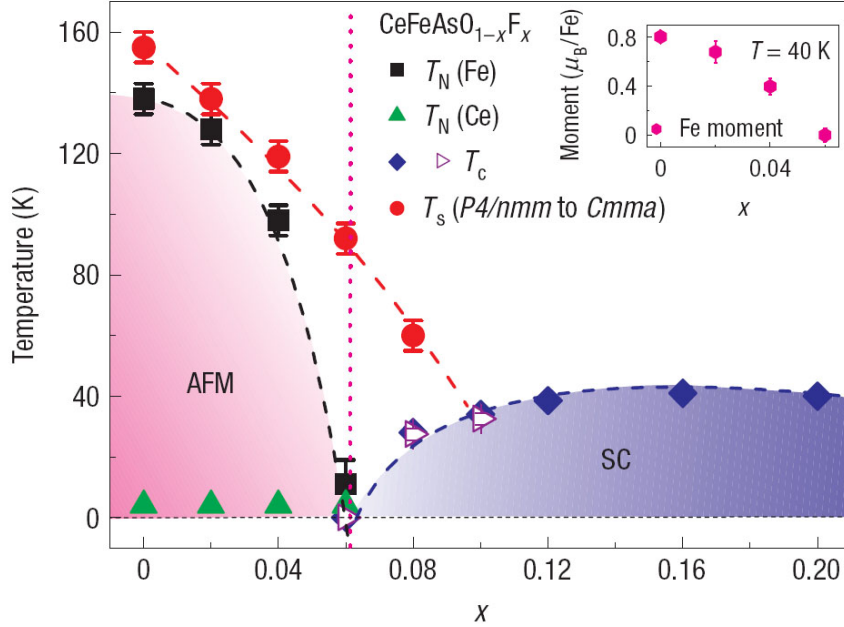 CeFeAsO1−xFx
TN (Fe)
TN (Ce)
Tc
Ts (P4/nmm to Cmma)
Moment (μB/Fe)
0.8
0.4
0
T = 40 K
Fe moment
0
0.04
x
Temperature (K)
160
120
80
40
0
AFM
SC
0
0.04
0.08
0.12
0.16
0.20
x